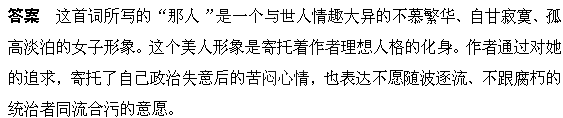 答案　这首词所写的“那人”是一个与世人情趣大异的不慕繁华、自甘寂寞、孤
高淡泊的女子形象。这个美人形象是寄托着作者理想人格的化身。作者通过对她
的追求，寄托了自己政治失意后的苦闷心情，也表达不愿随波逐流、不跟腐朽的
统治者同流合污的意愿。